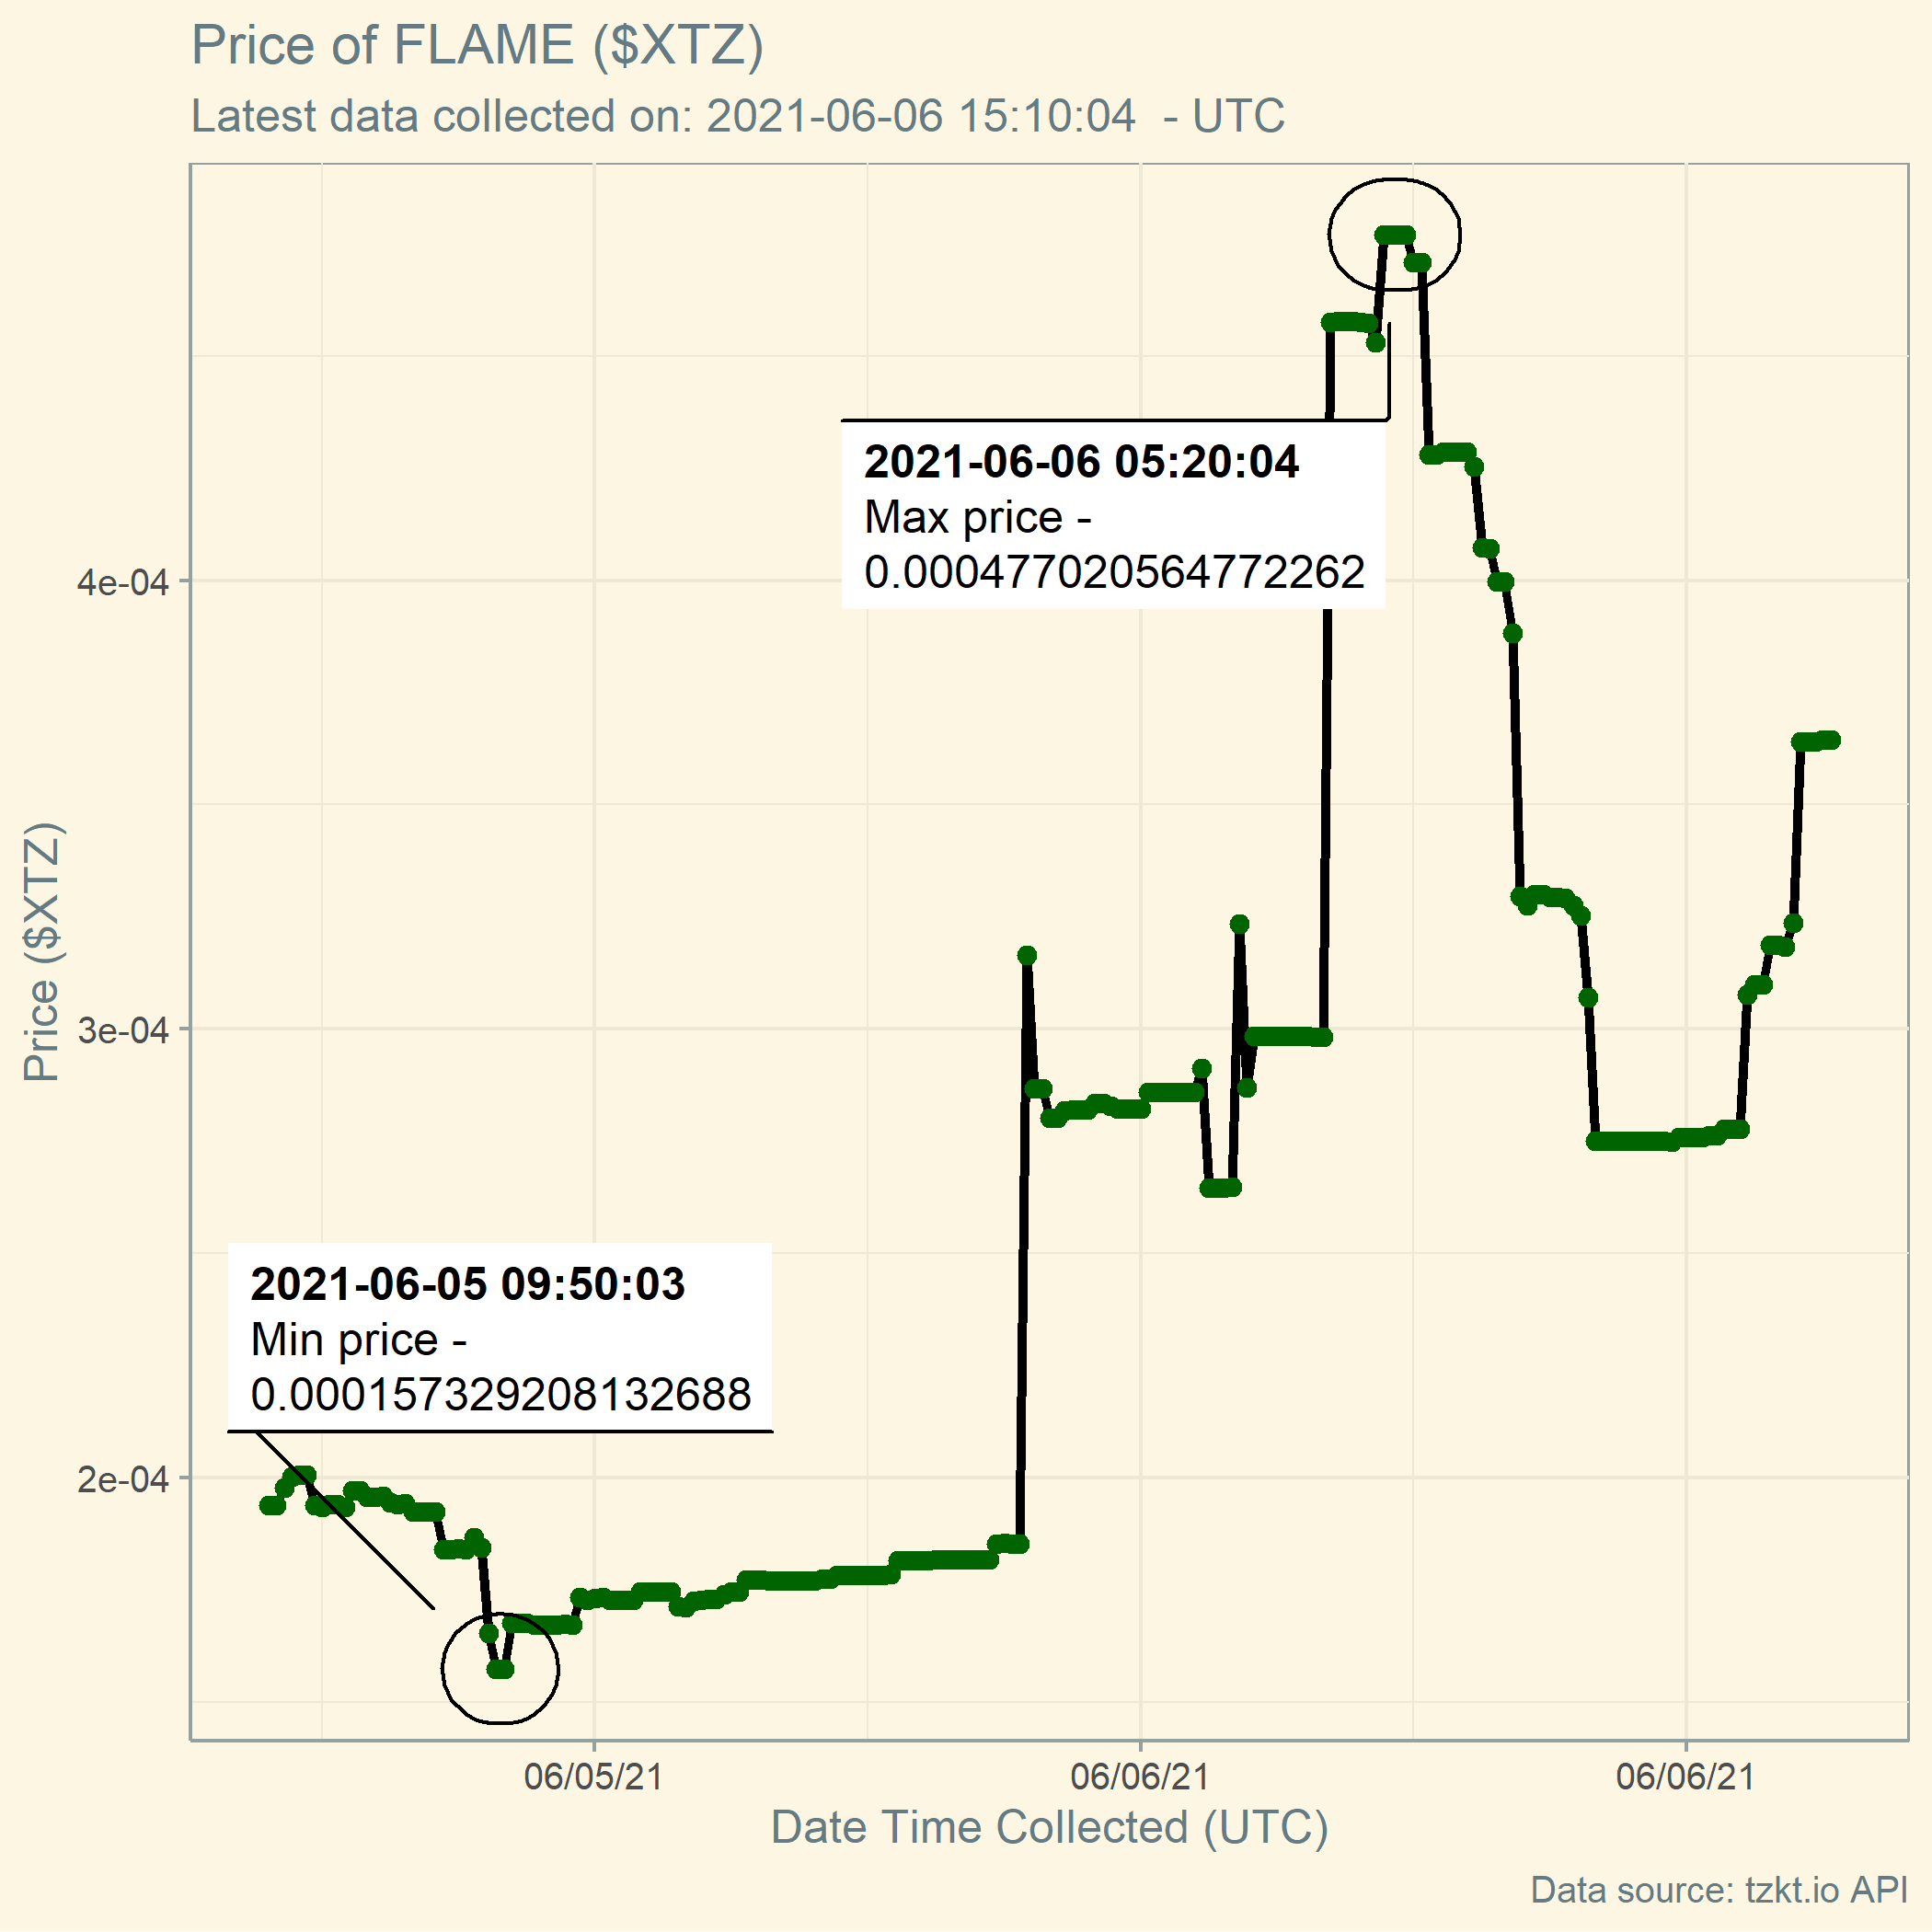 Price of FLAME ($XTZ)
Latest data collected on: 2021-06-06 15:10:04  - UTC
2021-06-06 05:20:04
Max price -
0.000477020564772262
4e-04
Price ($XTZ)
3e-04
2021-06-05 09:50:03
Min price -
0.000157329208132688
2e-04
06/05/21
06/06/21
06/06/21
Date Time Collected (UTC)
Data source: tzkt.io API